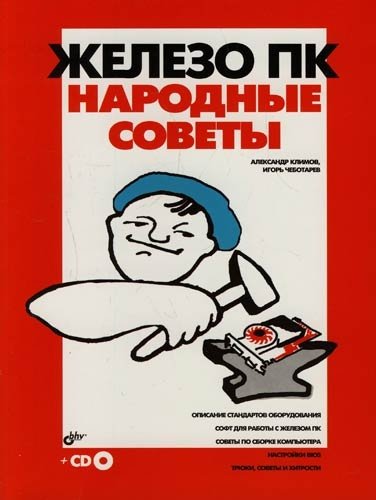 ЖЕЛЕЗО ПК
НАРОДНЫЕ
СОВЕТЫ
АЛЕКСАНДР КЛИМОВ,
ИГОРЬ ЧЕБОТАРЕВ
ОПИСАНИЕ СТАНДАРТОВ ОБОРУДОВАНИЯ
СОФТ ДЛЯ РАБОТЫ С ЖЕЛЕЗОМ ПК
СОВЕТЫ ПО СБОРКЕ КОМПЬЮТЕРА
НАСТРОЙКИ BIOS
ТРЮКИ, СОВЕТЫ И ХИТРОСТИ
bhv
+ CD